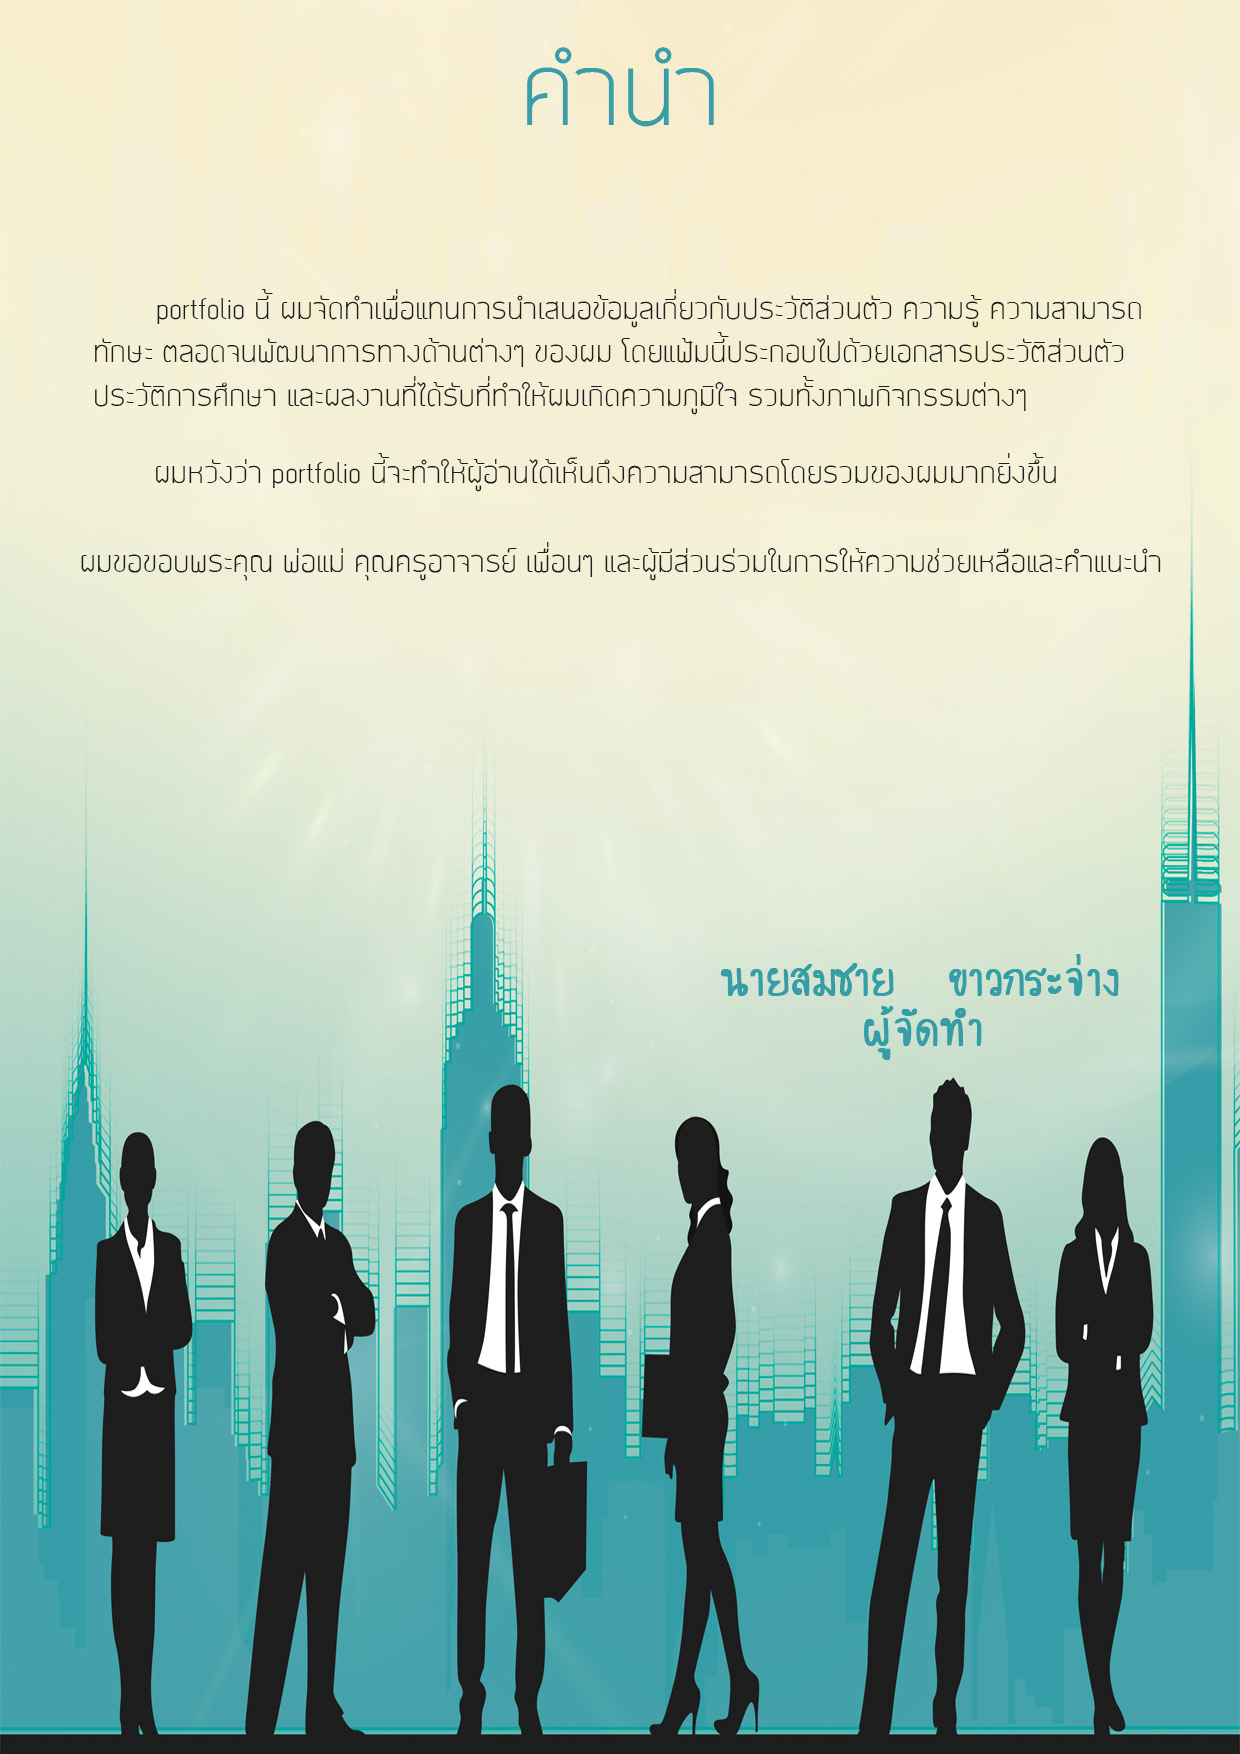 คำนำ
portfolio นี้ ผมจัดทำเพื่อแทนการนำเสนอข้อมูลเกี่ยวกับประวัติส่วนตัว ความรู้ ความสามารถ
ทักษะ ตลอดจนพัฒนาการทางด้านต่างๆ ของผม โดยแฟ้มนี้ประกอบไปด้วยเอกสารประวัติส่วนตัว
ประวัติการศึกษา และผลงานที่ได้รับที่ทำให้ผมเกิดความภูมิใจ รวมทั้งภาพกิจกรรมต่างๆ
ผมหวังว่า portfolio นี้จะทำให้ผู้อ่านได้เห็นถึงความสามารถโดยรวมของผมมากยิ่งขึ้น
ผมขอขอบพระคุณ พ่อแม่ คุณครูอาจารย์ เพื่อนๆ และผู้มีส่วนร่วมในการให้ความช่วยเหลือและคำแนะนำ
นายสมชาย ขาวกระจ่าง
ผู้จัดทำ